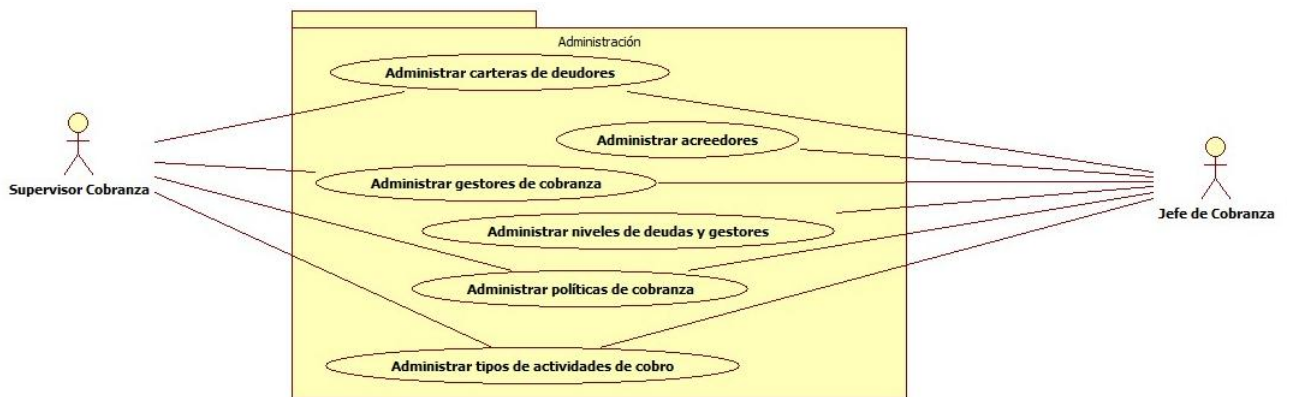 Administración
Administrar carteras de deudores
Administrar acreedores
Administrar gestores de cobranza
Supervisor Cobranza
Jefe de Cobranza
Administrar niveles de deudas y gestores
Administrar políticas de cobranza
Administrar tipos de actividades de cobro